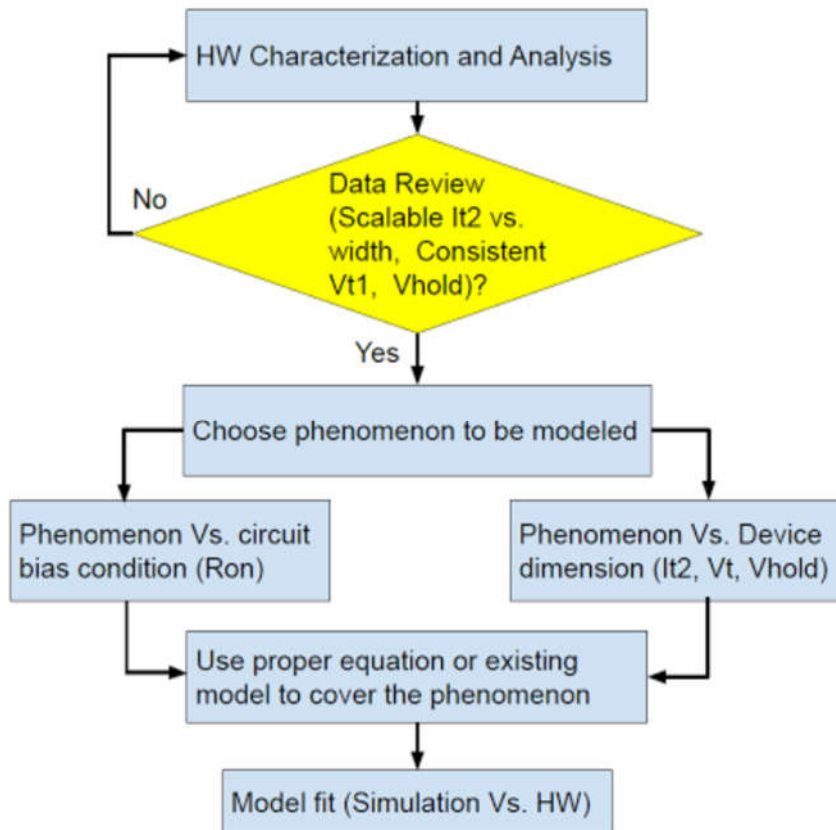 HW Characterization and Analysis
Data Review
(Scalable It2 vs.
width, Consistent
Vt1, Vhold)?
No
Yes
Choose phenomenon to be modeled
Phenomenon Vs. circuit
bias condition (Ron)
Phenomenon Vs. Device
dimension (It2, Vt, Vhold)
Use proper equation or existing
model to cover the phenomenon
Model fit (Simulation Vs. HW)